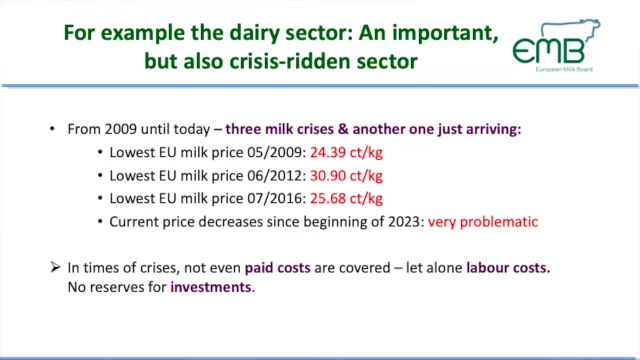 For example the dairy sector: An important,
but also crisis-ridden sector
EMB
European Milk Board
• From 2009 until today – three milk crises & another one just arriving:
• Lowest EU milk price 05/2009: 24.39 ct/kg
• Lowest EU milk price 06/2012: 30.90 ct/kg
• Lowest EU milk price 07/2016: 25.68 ct/kg
• Current price decreases since beginning of 2023: very problematic
➢ In times of crises, not even paid costs are covered – let alone labour costs.
No reserves for investments.